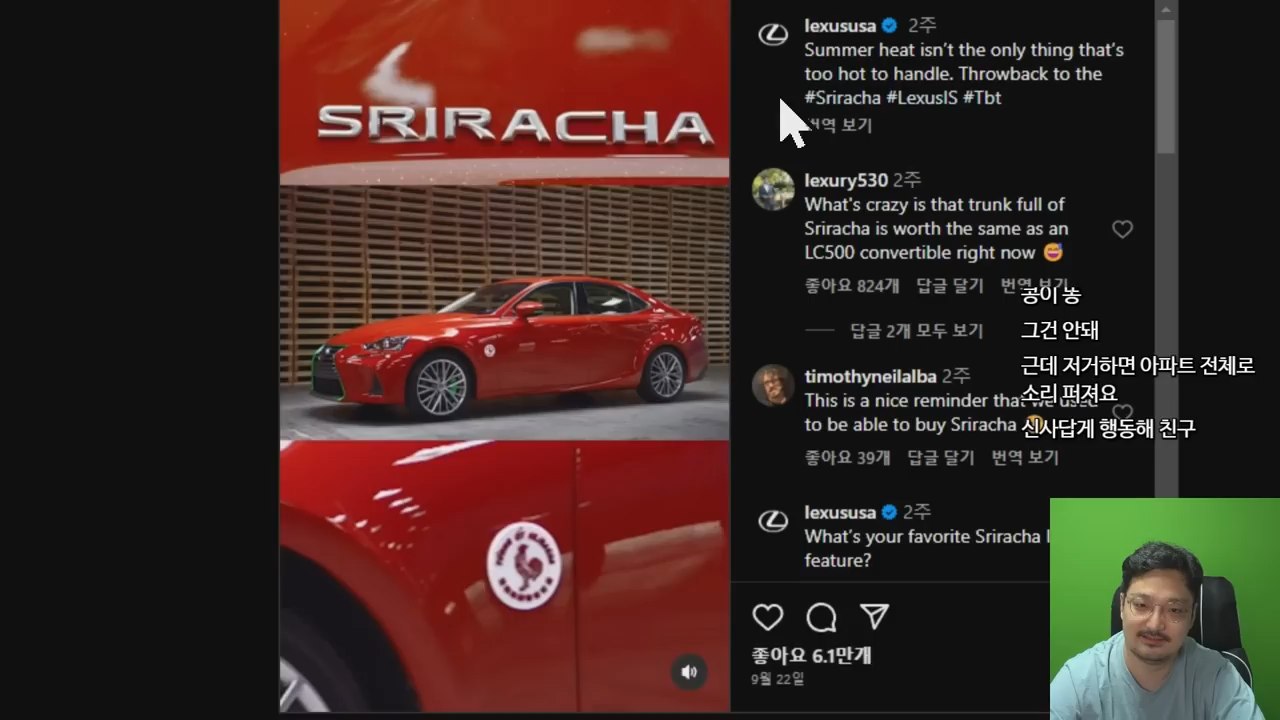 SRIRACHA
lexususa 2주
Summer heat isn't the only thing that's
too hot to handle. Throwback to the
#Sriracha #LexusIS #Tbt
번역 보기
lexury530 2주
What's crazy is that trunk full of
Sriracha is worth the same as an
LC500 convertible right now 😅
좋아요 824개 답글 달기 번역 보기
답글 2개 모두 보기
timothyneilalba 2주
This is a nice reminder that we used
to be able to buy Sriracha
좋아요 39개 답글 달기 번역 보기
lexususa 2주
What's your favorite Sriracha
feature?
좋아요 6.1만개
9월 22일
공이 뽕
그건 안돼
근데 저거하면 아파트 전체로
소리 퍼져요
신사답게 행동해 친구